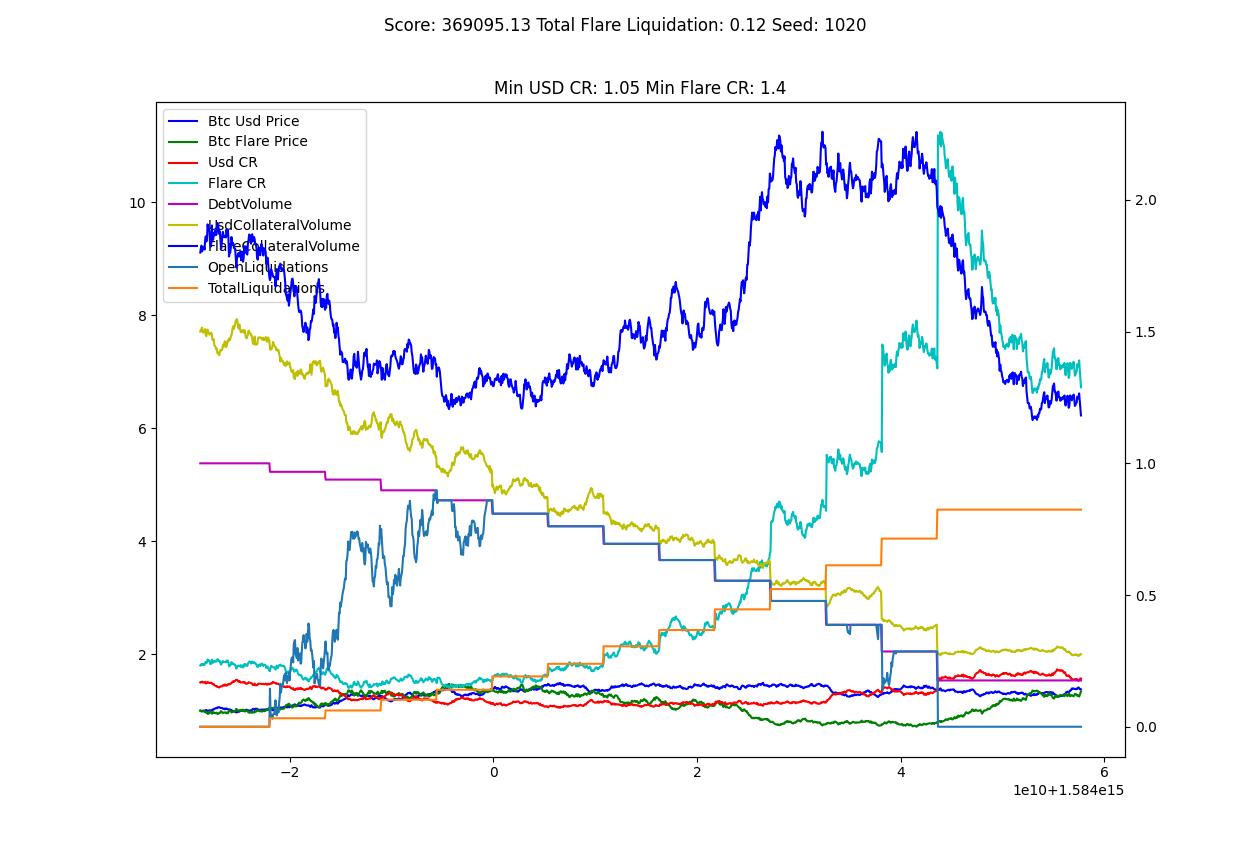 Score: 369095.13 Total Flare Liquidation: 0.12 Seed: 1020
Min USD CR: 1.05 Min Flare CR: 1.4
Btc Usd Price
Btc Flare Price
Usd CR
Flare CR
DebtVolume
UsdCollateralVolume
FlareCollateralVolume
OpenLiquidations
TotalLiquidations
10
8
6
4
2
2.0
1.5
1.0
0.5
0.0
−2
0
2
4
6
1e10+1.584e15